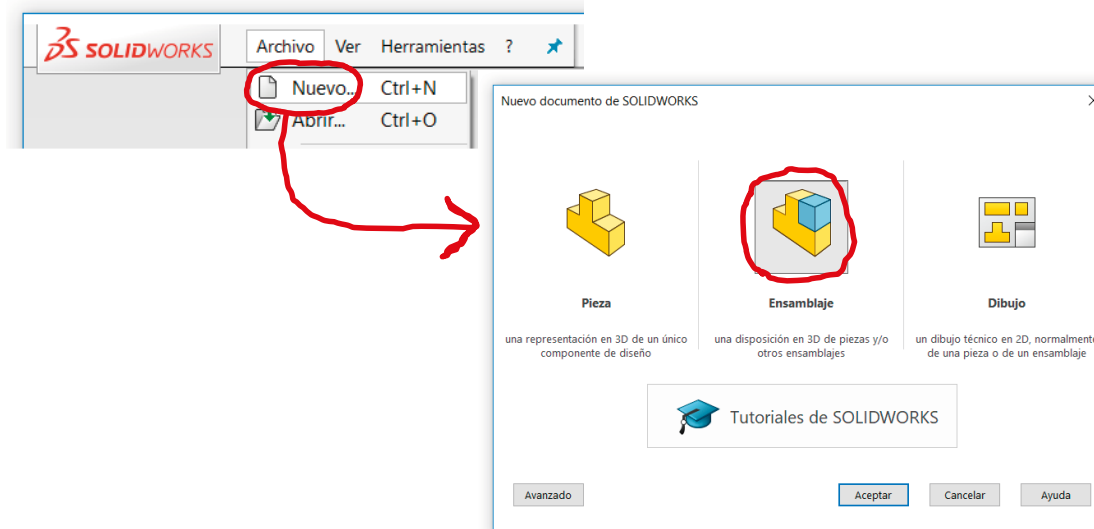 SOLIDWORKS Archivo Ver Herramientas ?
Nuevo... Ctrl+N
Abrir... Ctrl+O
Nuevo documento de SOLIDWORKS
Pieza
una representación en 3D de un único
componente de diseño
Ensamblaje
una disposición en 3D de piezas y/o
otros ensamblajes
Dibujo
un dibujo técnico en 2D, normalmente
de una pieza o de un ensamblaje
Tutoriales de SOLIDWORKS
Avanzado Aceptar Cancelar Ayuda